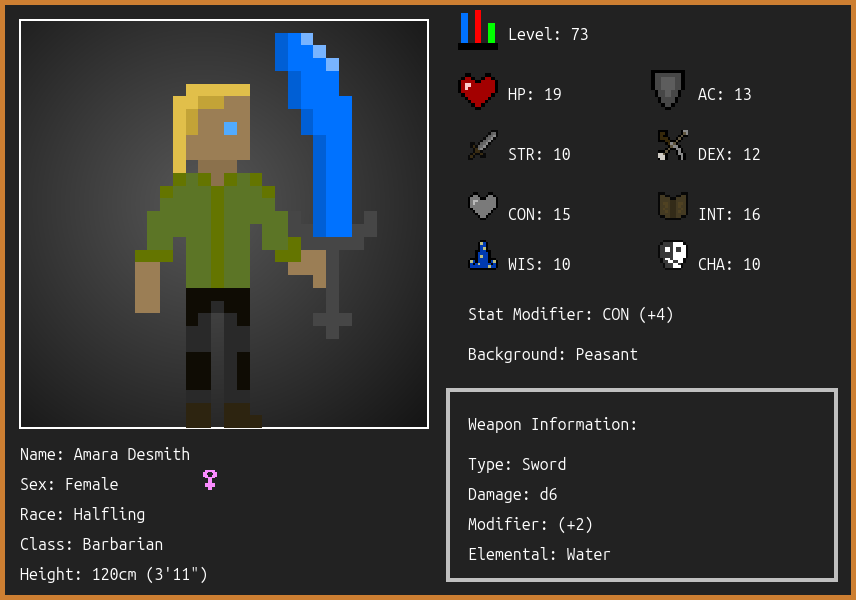 Level: 73
HP: 19
AC: 13
STR: 10
DEX: 12
CON: 15
INT: 16
WIS: 10
CHA: 10
Stat Modifier: CON (+4)
Background: Peasant
Weapon Information:
Type: Sword
Damage: d6
Modifier: (+2)
Elemental: Water
Name: Amara Desmith
Sex: Female
Race: Halfling
Class: Barbarian
Height: 120cm (3'11")